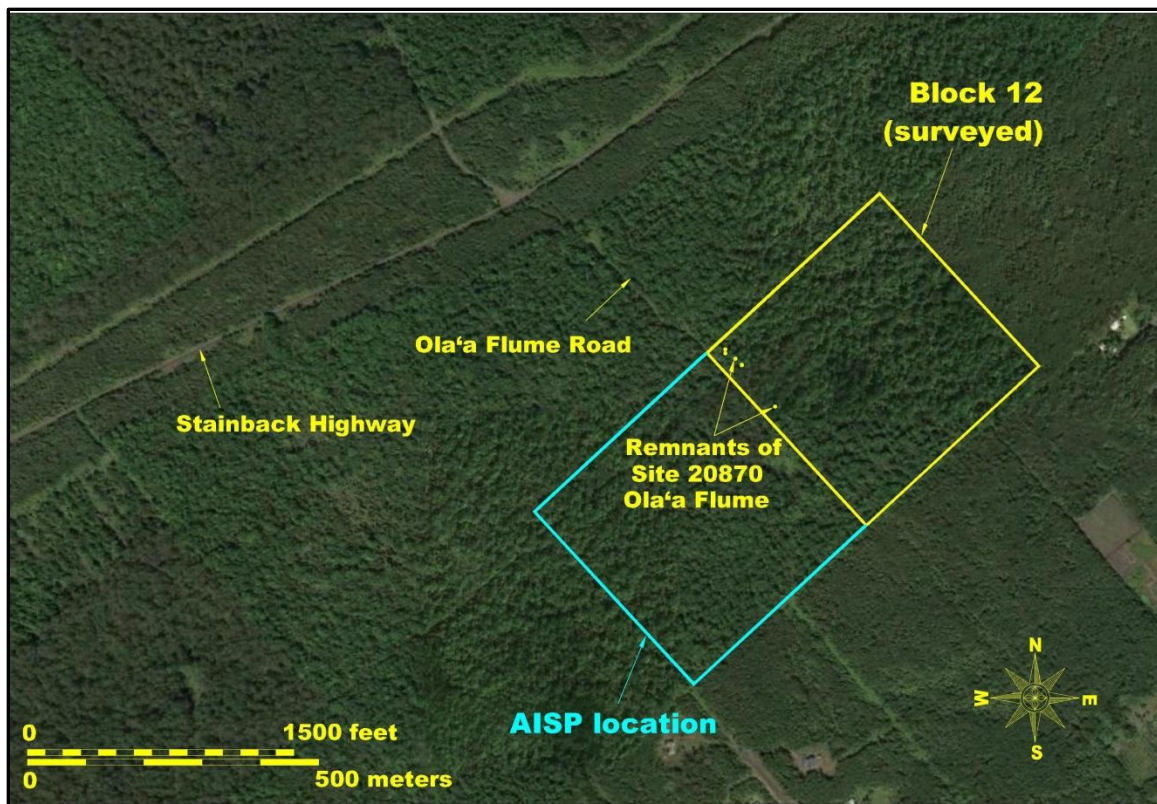 Block 12
(surveyed)
Ola‘a Flume Road
Stainback Highway
Remnants of
Site 20870
Ola‘a Flume
AISP location
N
W
E
S
0
1500 feet
0
500 meters